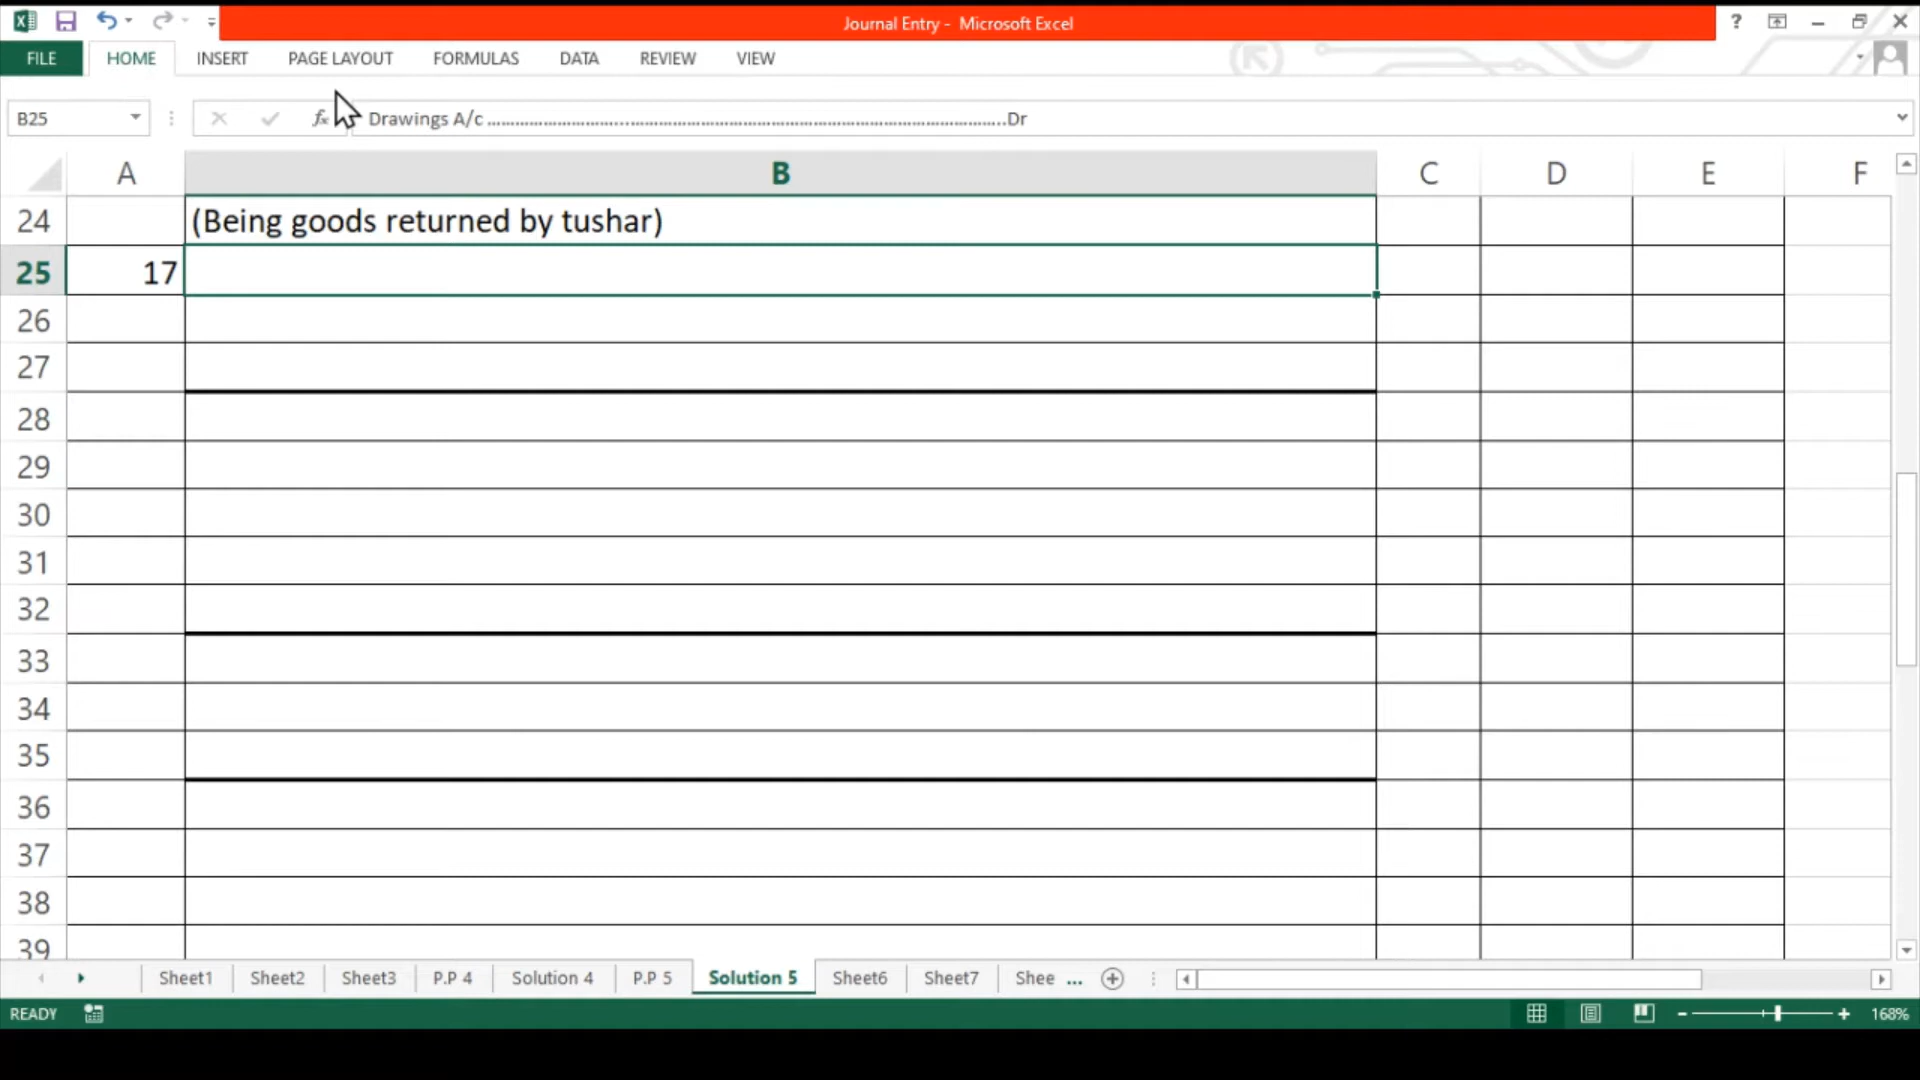 Journal Entry - Microsoft Excel
FILE HOME INSERT PAGE LAYOUT FORMULAS DATA REVIEW VIEW
B25 fx Drawings A/c ................................................................................Dr
A B C D E F
24 (Being goods returned by tushar)
25 17
26
27
28
29
30
31
32
33
34
35
36
37
38
39
Sheet1 Sheet2 Sheet3 P.P 4 Solution 4 P.P 5 Solution 5 Sheet6 Sheet7 Shee ...
READY 168%